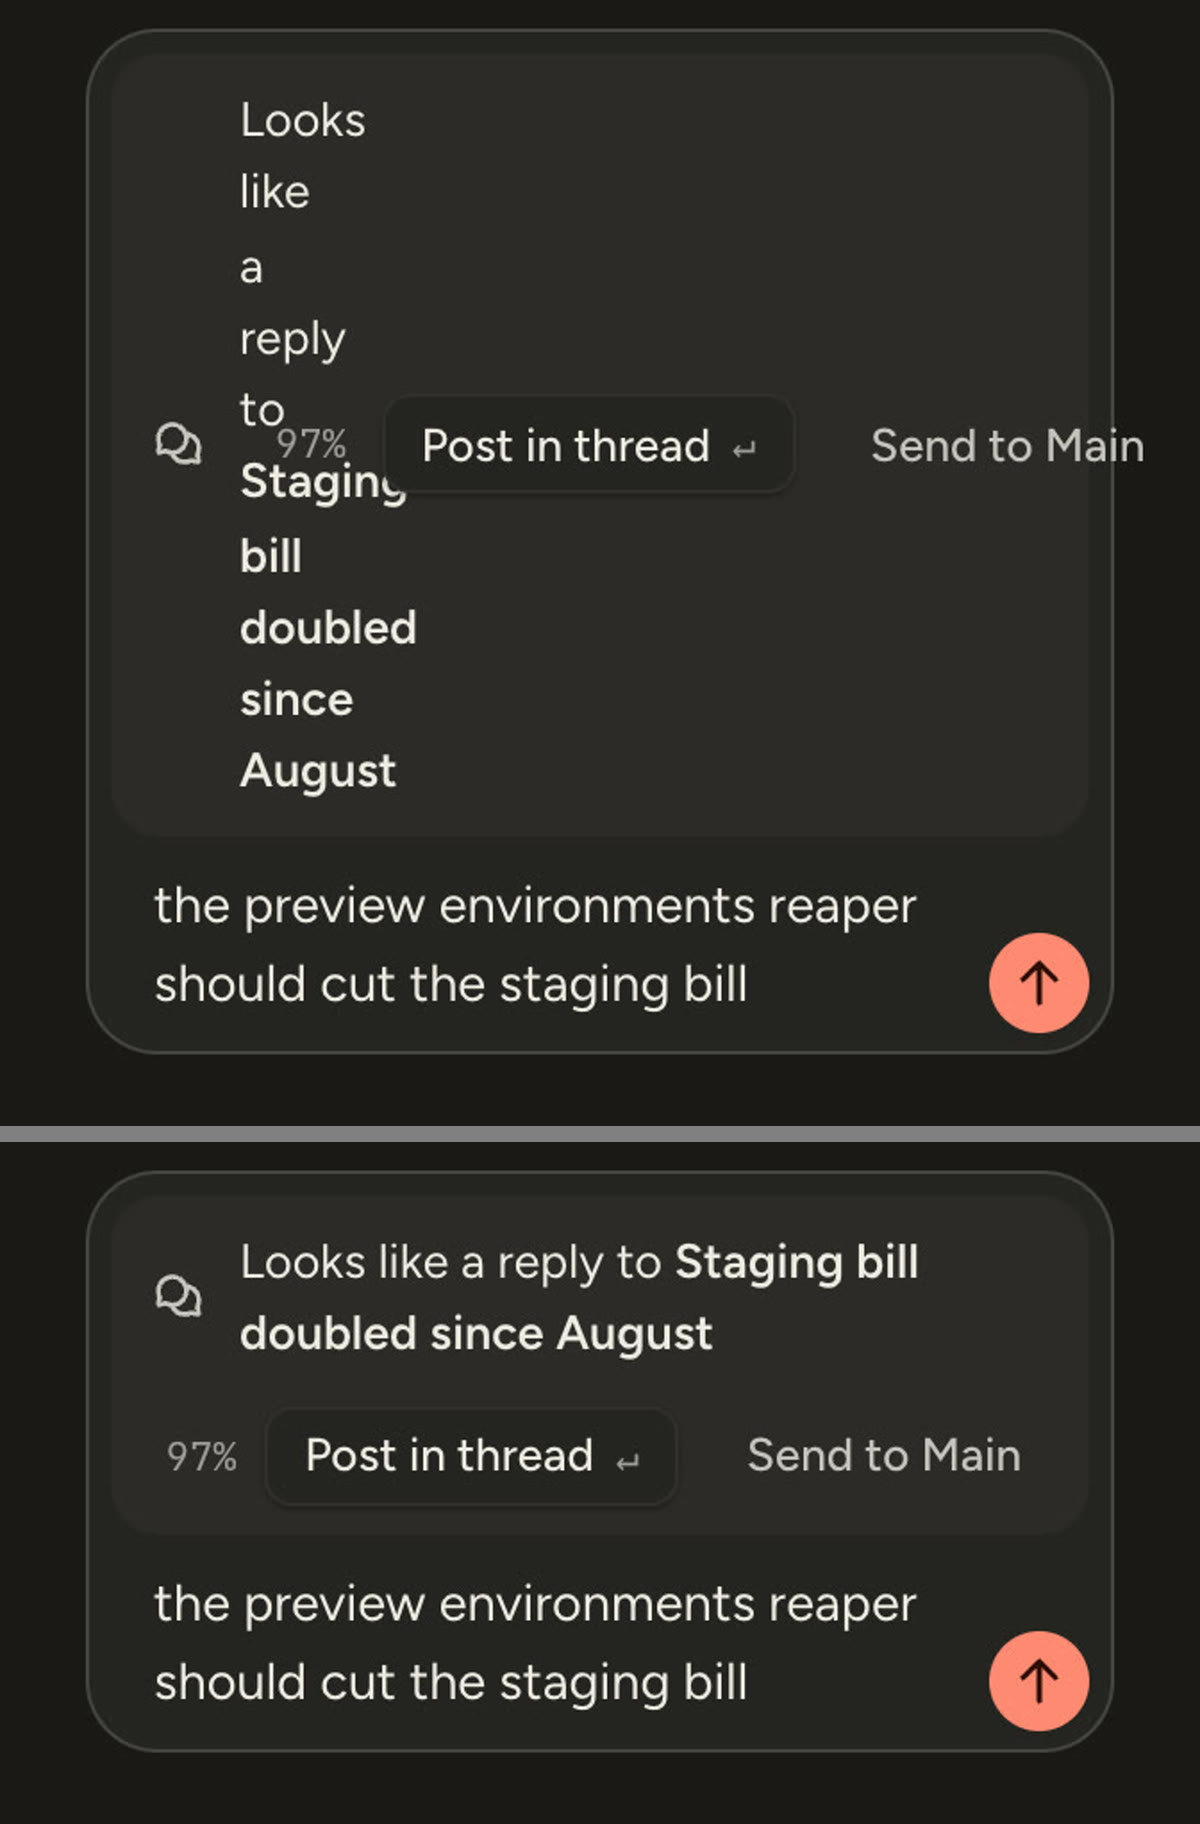 Looks
like
a
reply
to
97% Post in thread ↵ Send to Main
Staging
bill
doubled
since
August
the preview environments reaper
should cut the staging bill
Looks like a reply to Staging bill
doubled since August
97% Post in thread ↵ Send to Main
the preview environments reaper
should cut the staging bill